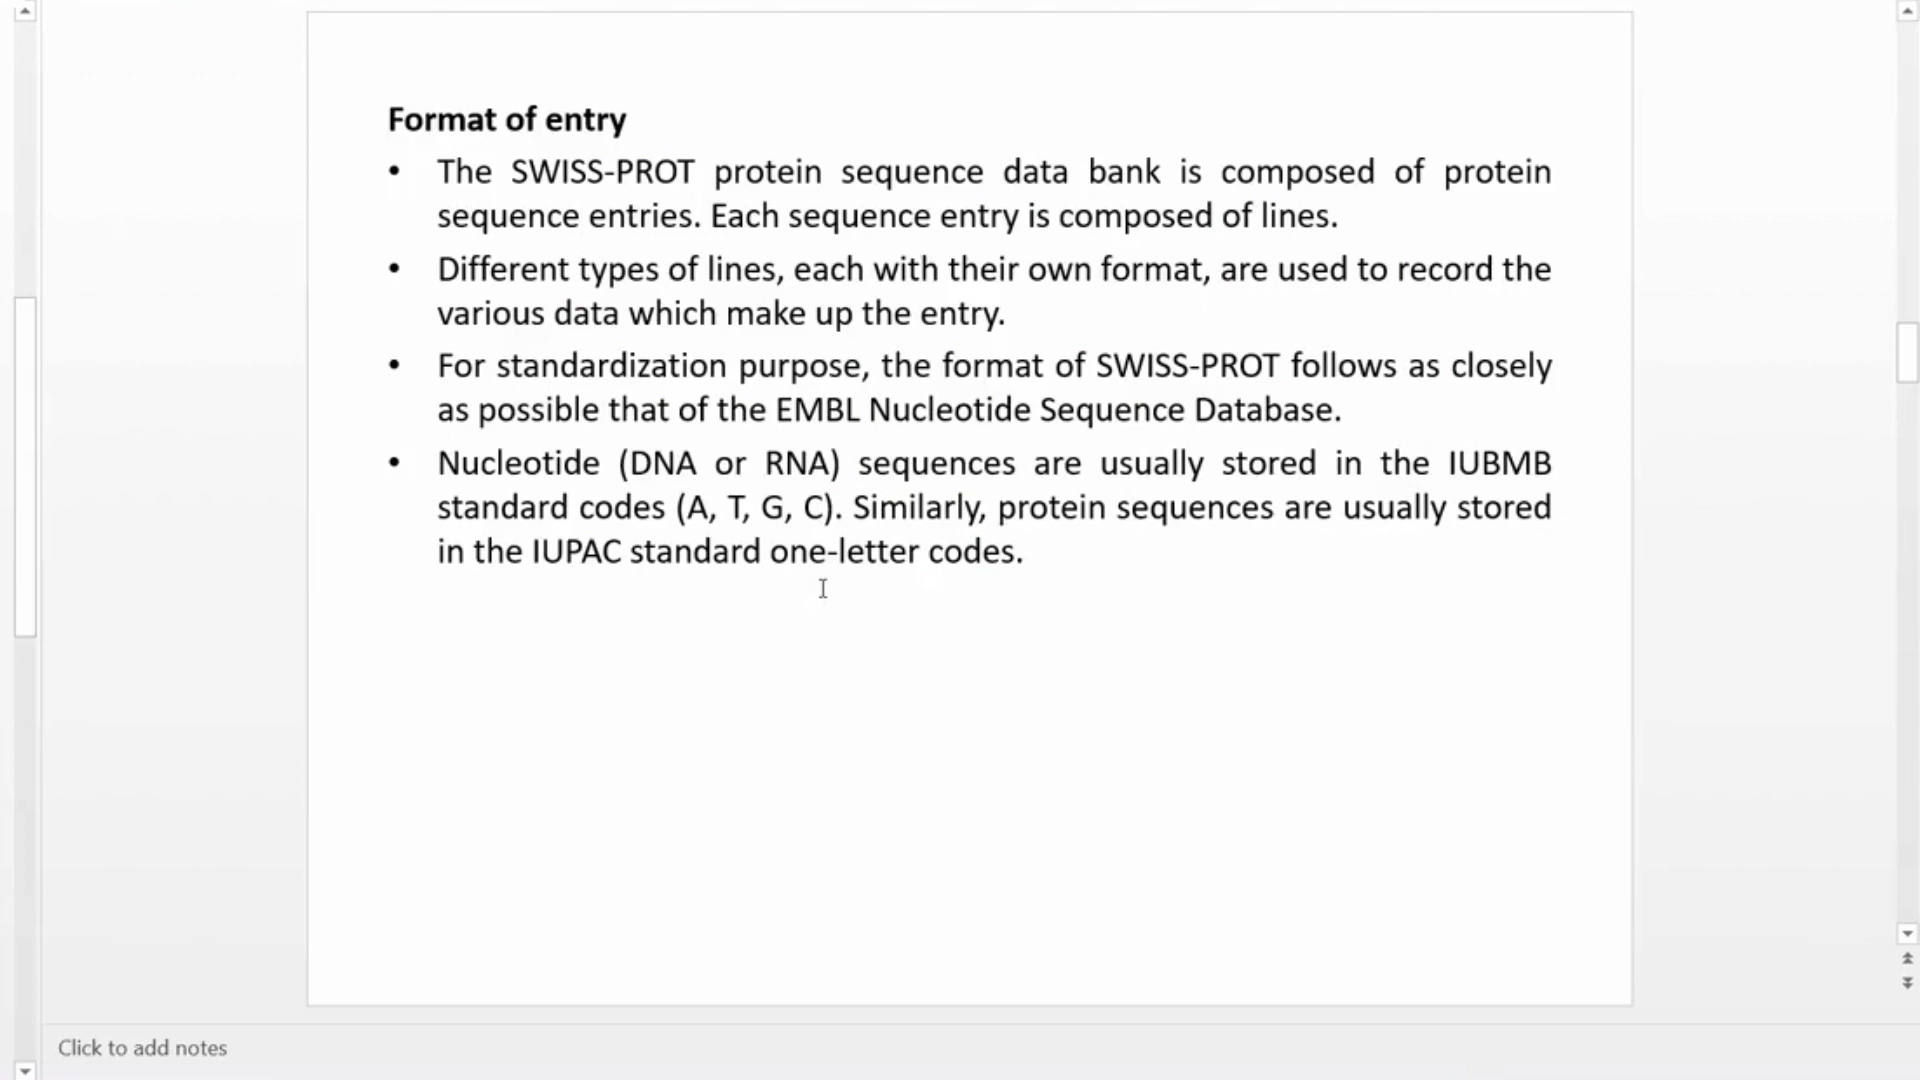 Format of entry
• The SWISS-PROT protein sequence data bank is composed of protein
sequence entries. Each sequence entry is composed of lines.
• Different types of lines, each with their own format, are used to record the
various data which make up the entry.
• For standardization purpose, the format of SWISS-PROT follows as closely
as possible that of the EMBL Nucleotide Sequence Database.
• Nucleotide (DNA or RNA) sequences are usually stored in the IUBMB
standard codes (A, T, G, C). Similarly, protein sequences are usually stored
in the IUPAC standard one-letter codes.
Click to add notes